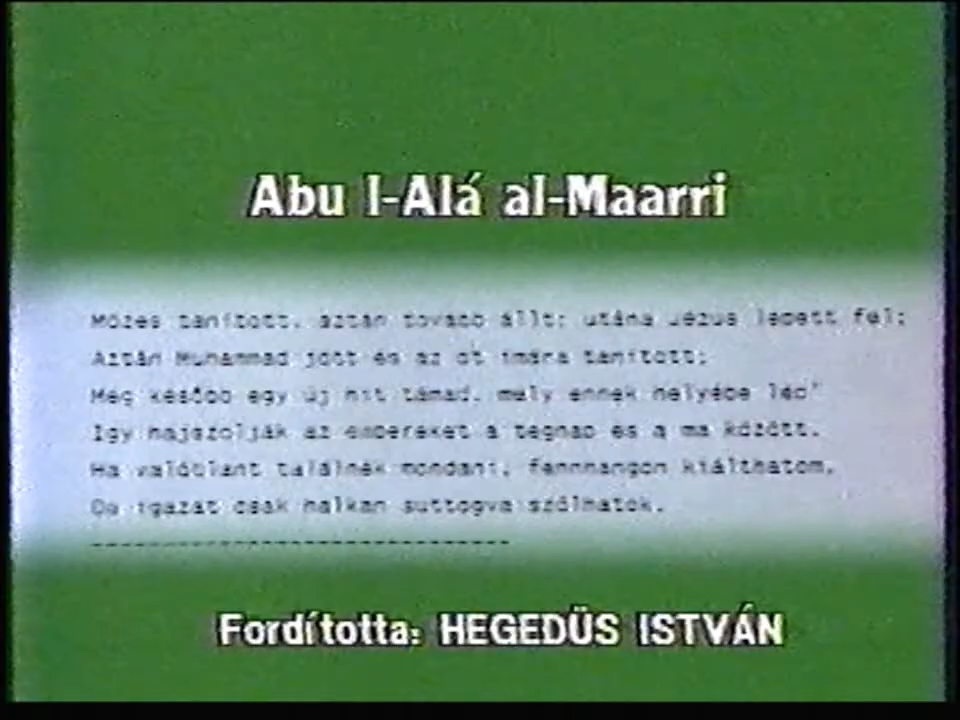 Abu l-Alá al-Maarri
Mózes tanított, aztán tovább állt; utána Jézus lépett fel;
Aztán Muhammad jött és az öt imára tanított;
Még később egy új hit támad, mely ennek helyébe lép
Igy hajszolják az embereket a tegnap és a ma között.
Ha valótlant találnék mondani, fennhangon kiálthatom,
De igazat csak halkan suttogva szólhatok.
-------------------------------
Fordította: HEGEDÜS ISTVÁN